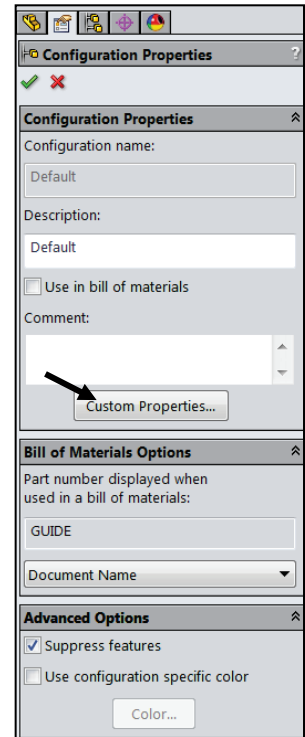 Configuration Properties ?
Configuration Properties
Configuration name:
Default
Description:
Default
Use in bill of materials
Comment:
Custom Properties...
Bill of Materials Options
Part number displayed when
used in a bill of materials:
GUIDE
Document Name
Advanced Options
Suppress features
Use configuration specific color
Color...